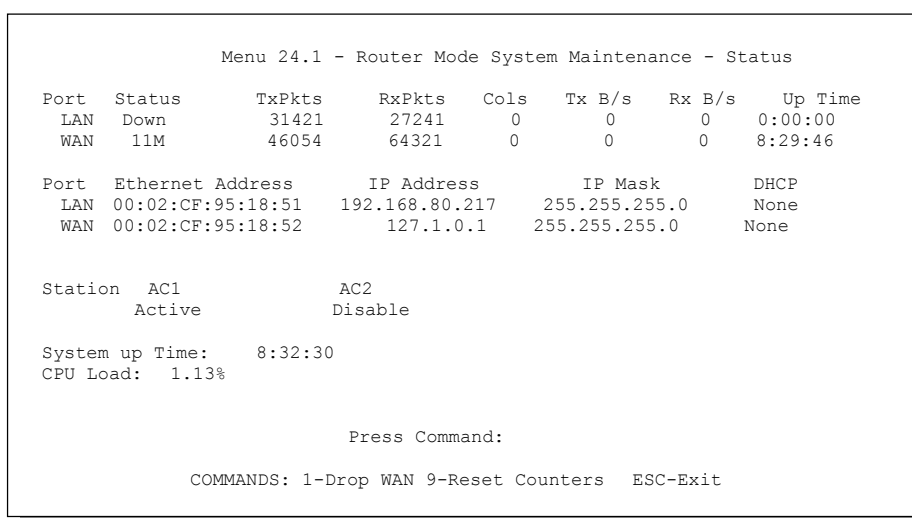 Menu 24.1 - Router Mode System Maintenance - Status
Port Status TxPkts RxPkts Cols Tx B/s Rx B/s Up Time
LAN Down 31421 27241 0 0 0 0:00:00
WAN 11M 46054 64321 0 0 0 8:29:46
Port Ethernet Address IP Address IP Mask DHCP
LAN 00:02:CF:95:18:51 192.168.80.217 255.255.255.0 None
WAN 00:02:CF:95:18:52 127.1.0.1 255.255.255.0 None
Station AC1 AC2
Active Disable
System up Time: 8:32:30
CPU Load: 1.13%
Press Command:
COMMANDS: 1-Drop WAN 9-Reset Counters ESC-Exit